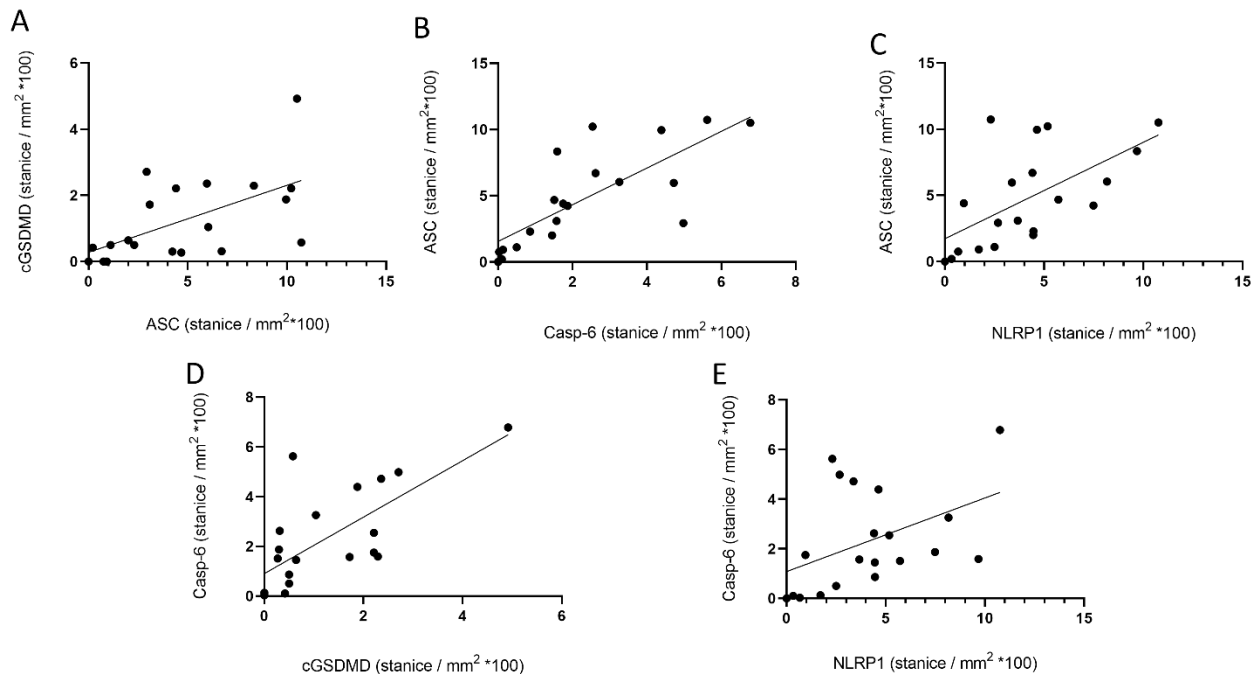 A
cGSDMD (stanice / mm² *100)
6
4
2
0
0
5
10
15
ASC (stanice / mm²*100)
B
ASC (stanice / mm²*100)
15
10
5
0
0
2
4
6
8
Casp-6 (stanice / mm² *100)
C
ASC (stanice / mm²*100)
15
10
5
0
0
5
10
15
NLRP1 (stanice / mm² *100)
D
Casp-6 (stanice / mm² *100)
8
6
4
2
0
0
2
4
6
cGSDMD (stanice / mm² *100)
E
Casp-6 (stanice / mm² *100)
8
6
4
2
0
0
5
10
15
NLRP1 (stanice / mm² *100)